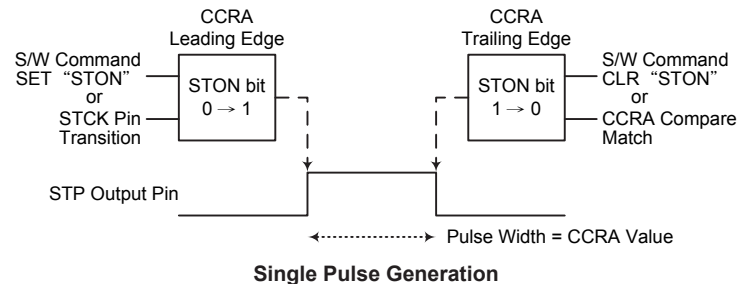 CCRA
Leading Edge
CCRA
Trailing Edge
S/W Command
SET “STON”
or
STCK Pin
Transition
STON bit
0 → 1
STON bit
1 → 0
S/W Command
CLR “STON”
or
CCRA Compare
Match
STP Output Pin
Pulse Width = CCRA Value
Single Pulse Generation